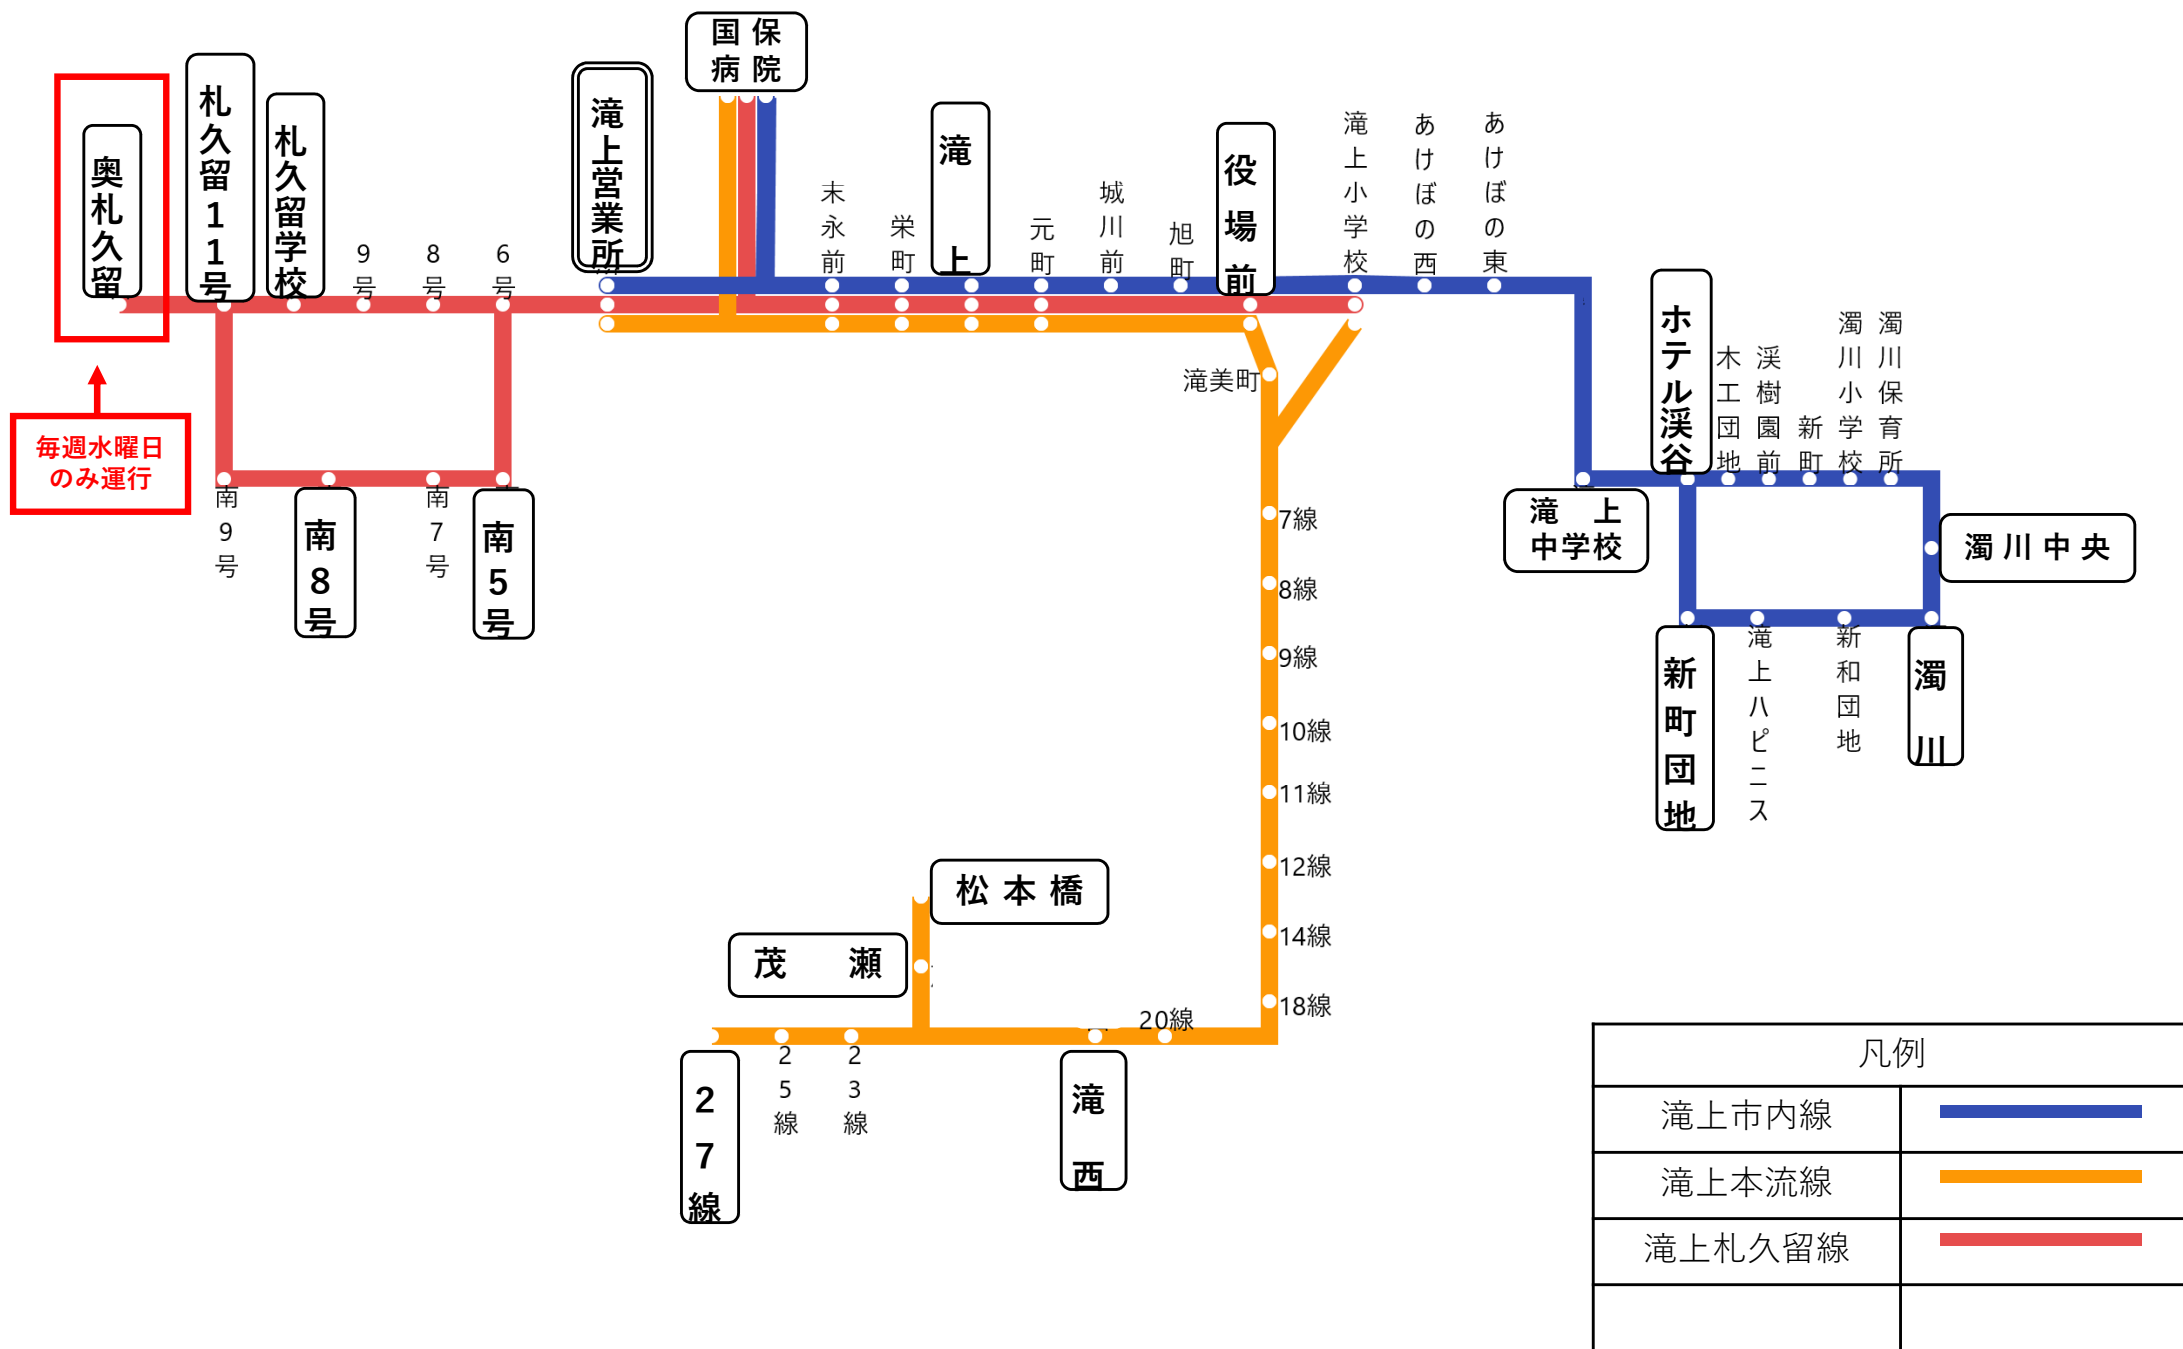 国保
病院
奥札久留
札久留11号
札久留学校
9号
8号
6号
滝上営業所
末永前
栄町
滝上
元町
城川前
旭町
役場前
滝上小学校
あけぼの西
あけぼの東
毎週水曜日
のみ運行
南9号
南8号
南7号
南5号
滝美町
7線
8線
9線
10線
11線
12線
14線
18線
20線
滝西
松本橋
茂瀬
23線
25線
27線
滝上
中学校
ホテル渓谷
木工団地
渓樹園前
新町
濁川小学校
濁川保育所
濁川中央
新町団地
滝上ハピニス
新和団地
濁川
凡例
滝上市内線
滝上本流線
滝上札久留線